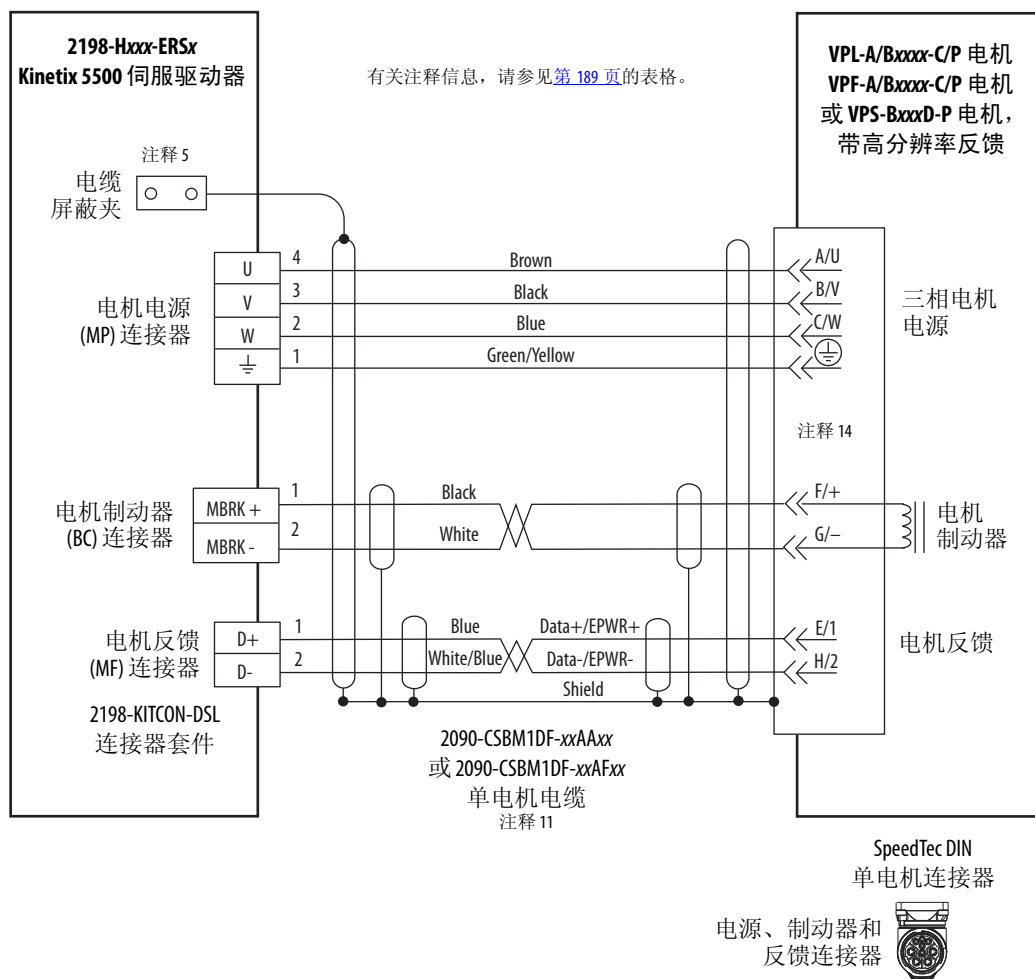 2198-Hxxx-ERSx
Kinetix 5500 伺服驱动器
有关注释信息，请参见第 189 页的表格。
VPL-A/Bxxxx-C/P 电机
VPF-A/Bxxxx-C/P 电机
或 VPS-BxxxD-P 电机，
带高分辨率反馈
注释 5
电缆
屏蔽夹
电机电源
(MP) 连接器
U
V
W
4
3
2
1
Brown
Black
Blue
Green/Yellow
A/U
B/V
C/W
三相电机
电源
注释 14
电机制动器
(BC) 连接器
MBRK +
MBRK -
1
2
Black
White
F/+
G/–
电机
制动器
电机反馈
(MF) 连接器
D+
D-
1
2
Blue
White/Blue
Data+/EPWR+
Data-/EPWR-
Shield
E/1
H/2
电机反馈
2198-KITCON-DSL
连接器套件
2090-CSBM1DF-xxAAxx
或 2090-CSBM1DF-xxAFxx
单电机电缆
注释 11
SpeedTec DIN
单电机连接器
电源、制动器和
反馈连接器